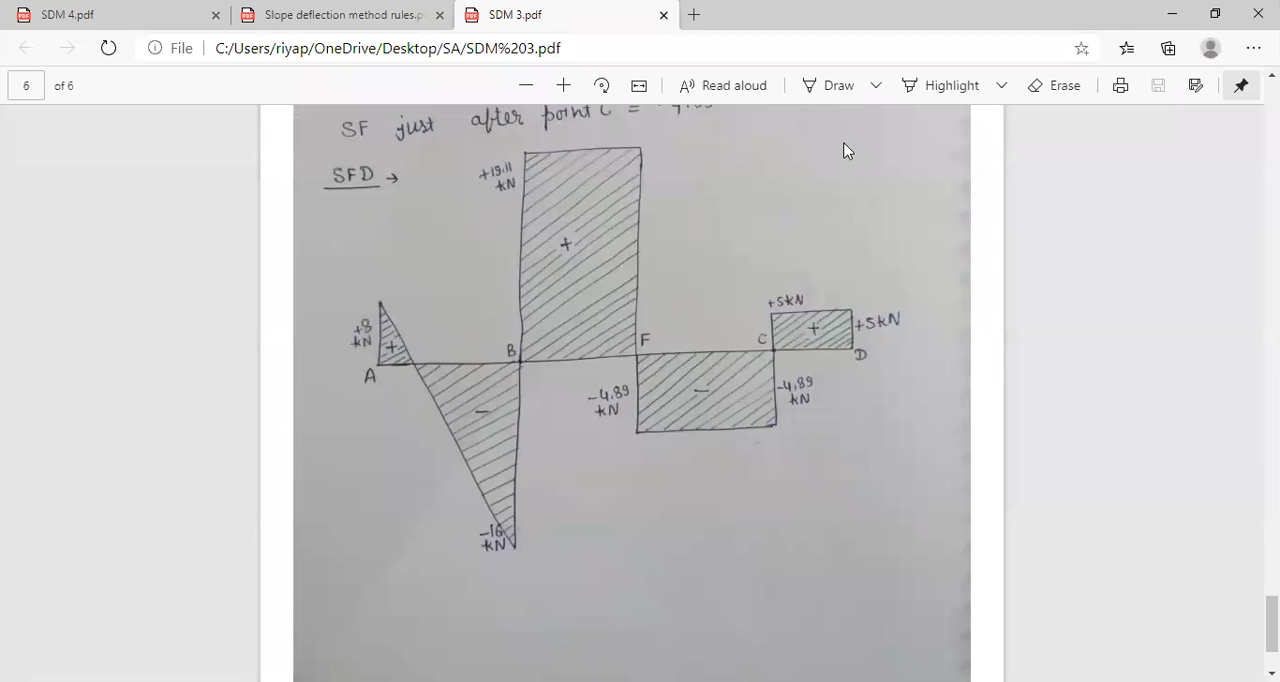 SDM 4.pdf
Slope deflection method rules.p
SDM 3.pdf
File
C:/Users/riyap/OneDrive/Desktop/SA/SDM%203.pdf
6
of 6
Read aloud
Draw
Highlight
Erase
SF just after point C =
SFD →
+19.11
kN
+
+8
kN
+
A
B
F
C
D
+5kN
+
+5kN
−
−4.89
kN
−
−4.89
kN
−16
kN